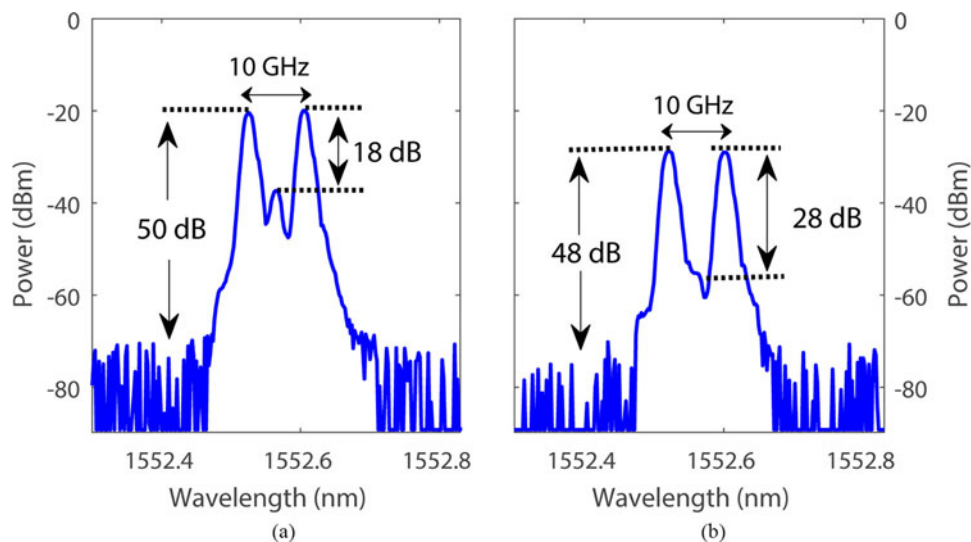 0
-20
-40
-60
-80
Power (dBm)
10 GHz
18 dB
50 dB
1552.4 1552.6 1552.8
Wavelength (nm)
(a)
0
-20
-40
-60
-80
Power (dBm)
10 GHz
28 dB
48 dB
1552.4 1552.6 1552.8
Wavelength (nm)
(b)